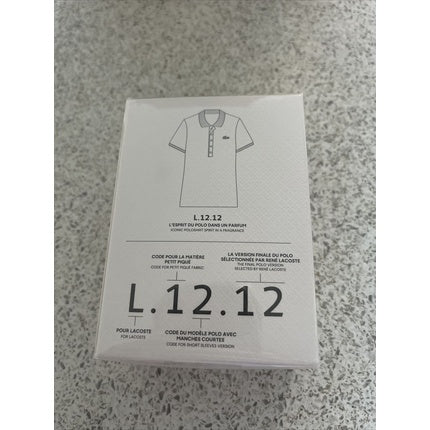 L.12.12
L'ESPRIT DU POLO DANS UN PARFUM
ICONIC POLOSHIRT SPIRIT IN A FRAGRANCE
CODE POUR LA MATIÈRE
PETIT PIQUÉ
CODE FOR PETIT PIQUÉ FABRIC
LA VERSION FINALE DU POLO
SÉLECTIONNÉE PAR RENÉ LACOSTE
THE FINAL POLO VERSION
SELECTED BY RENÉ LACOSTE
L.12.12
POUR LACOSTE
FOR LACOSTE
CODE DU MODÈLE POLO AVEC
MANCHES COURTES
CODE FOR SHORT SLEEVES VERSION